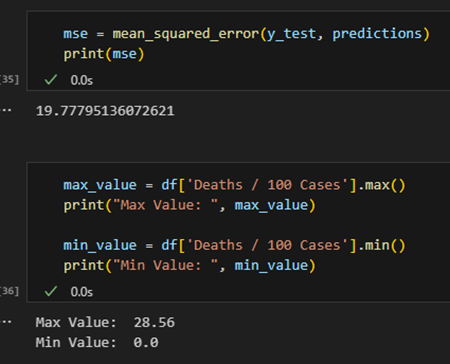 mse = mean_squared_error(y_test, predictions)
print(mse)
[35]
0.0s
...
19.77795136072621
max_value = df['Deaths / 100 Cases'].max()
print("Max Value: ", max_value)
min_value = df['Deaths / 100 Cases'].min()
print("Min Value: ", min_value)
[36]
0.0s
...
Max Value:  28.56
Min Value:  0.0